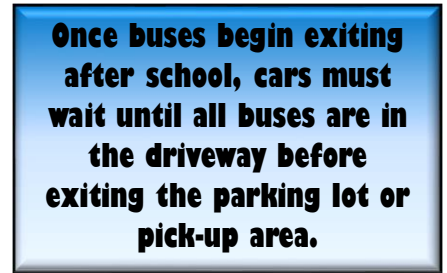 Once buses begin exiting
after school, cars must
wait until all buses are in
the driveway before
exiting the parking lot or
pick-up area.